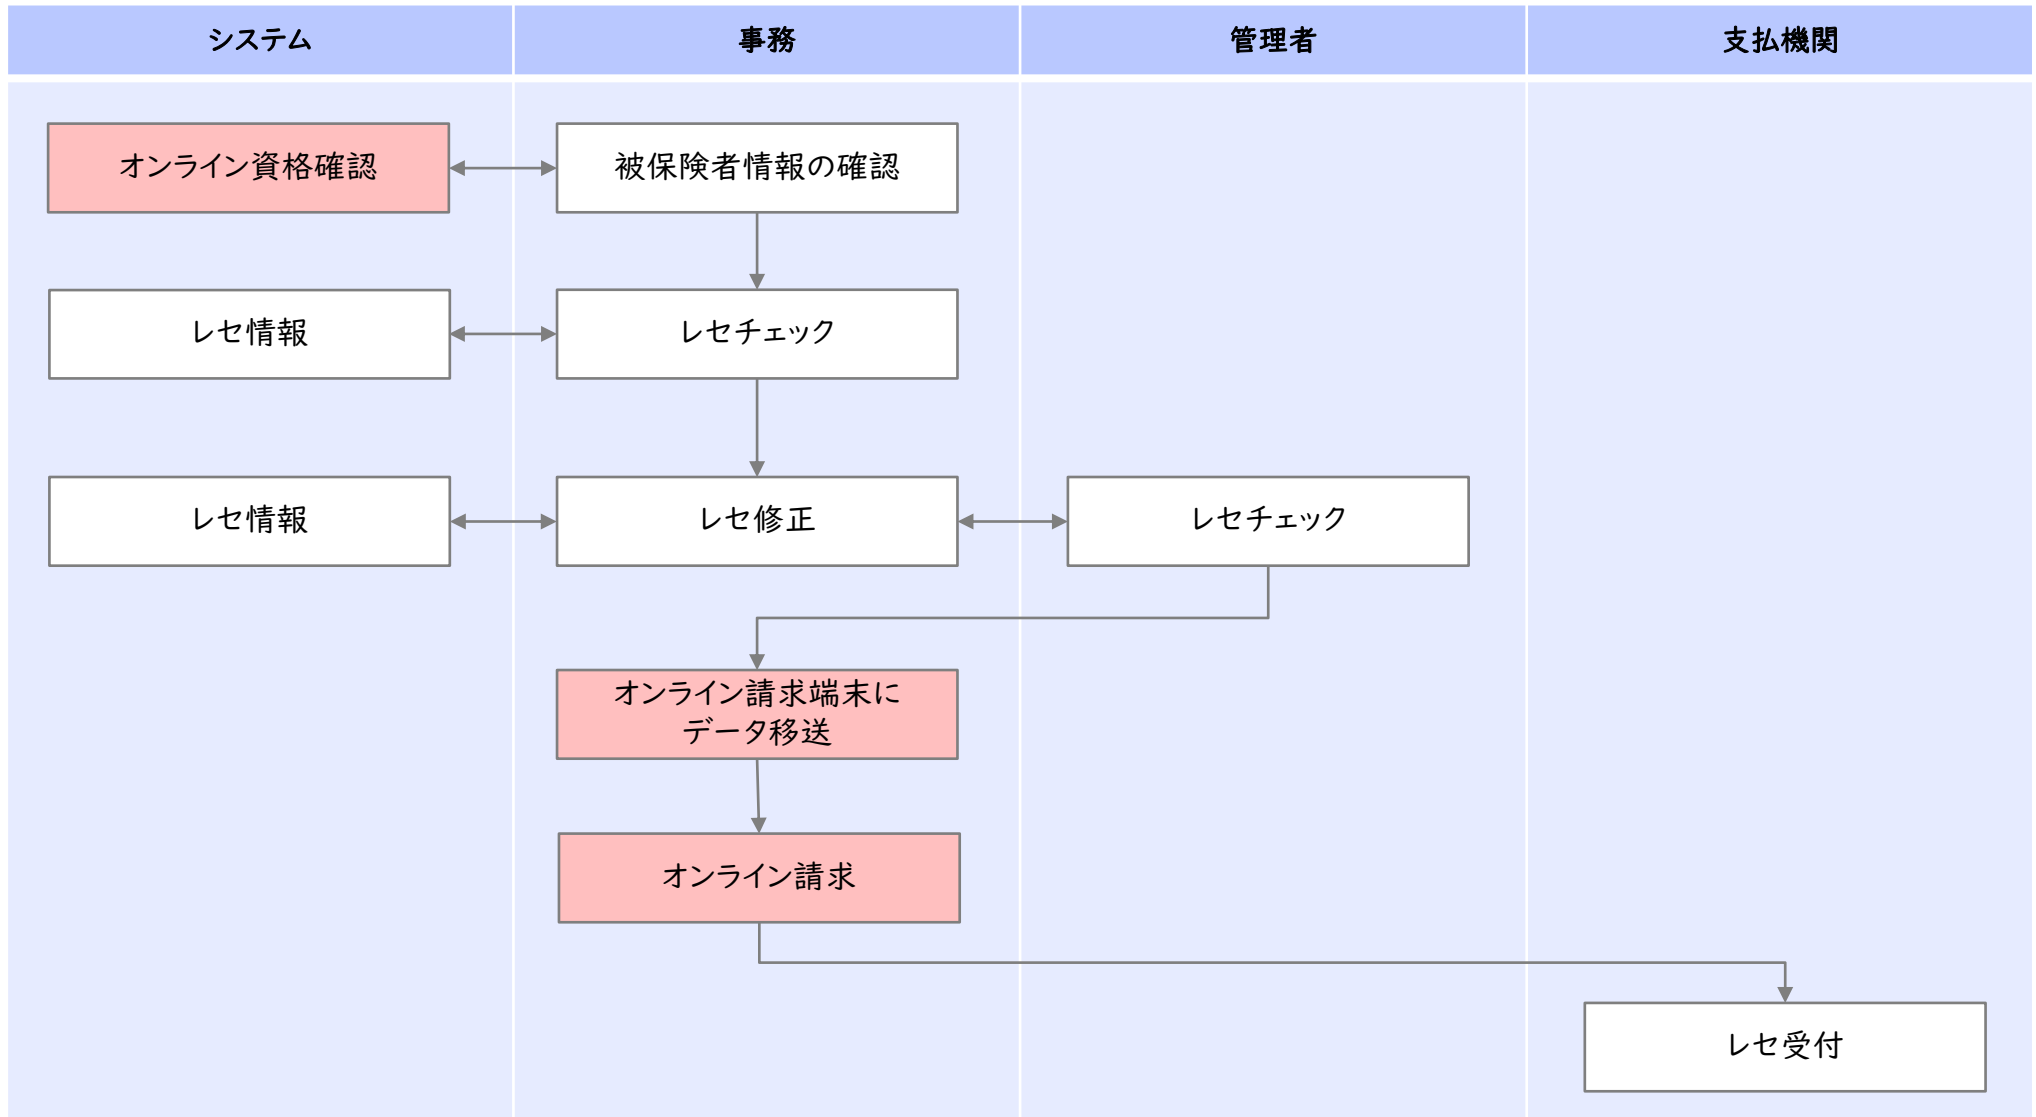 システム
事務
管理者
支払機関
オンライン資格確認
被保険者情報の確認
レセ情報
レセチェック
レセ情報
レセ修正
レセチェック
オンライン請求端末に
データ移送
オンライン請求
レセ受付